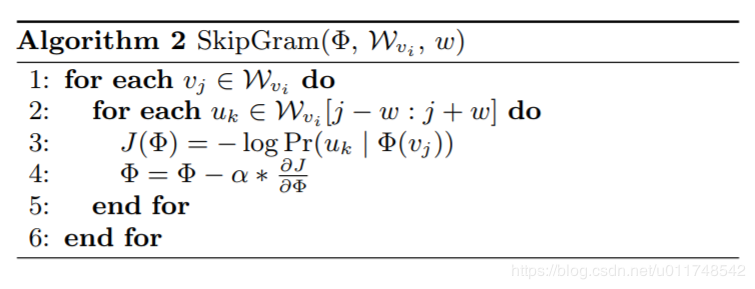 Algorithm 2 SkipGram(Φ, 𝒲_{v_i}, w)
1: for each v_j ∈ 𝒲_{v_i} do
2: for each u_k ∈ 𝒲_{v_i}[j − w : j + w] do
3: J(Φ) = − log Pr(u_k | Φ(v_j))
4: Φ = Φ − α * ∂J/∂Φ
5: end for
6: end for
https://blog.csdn.net/u011748542